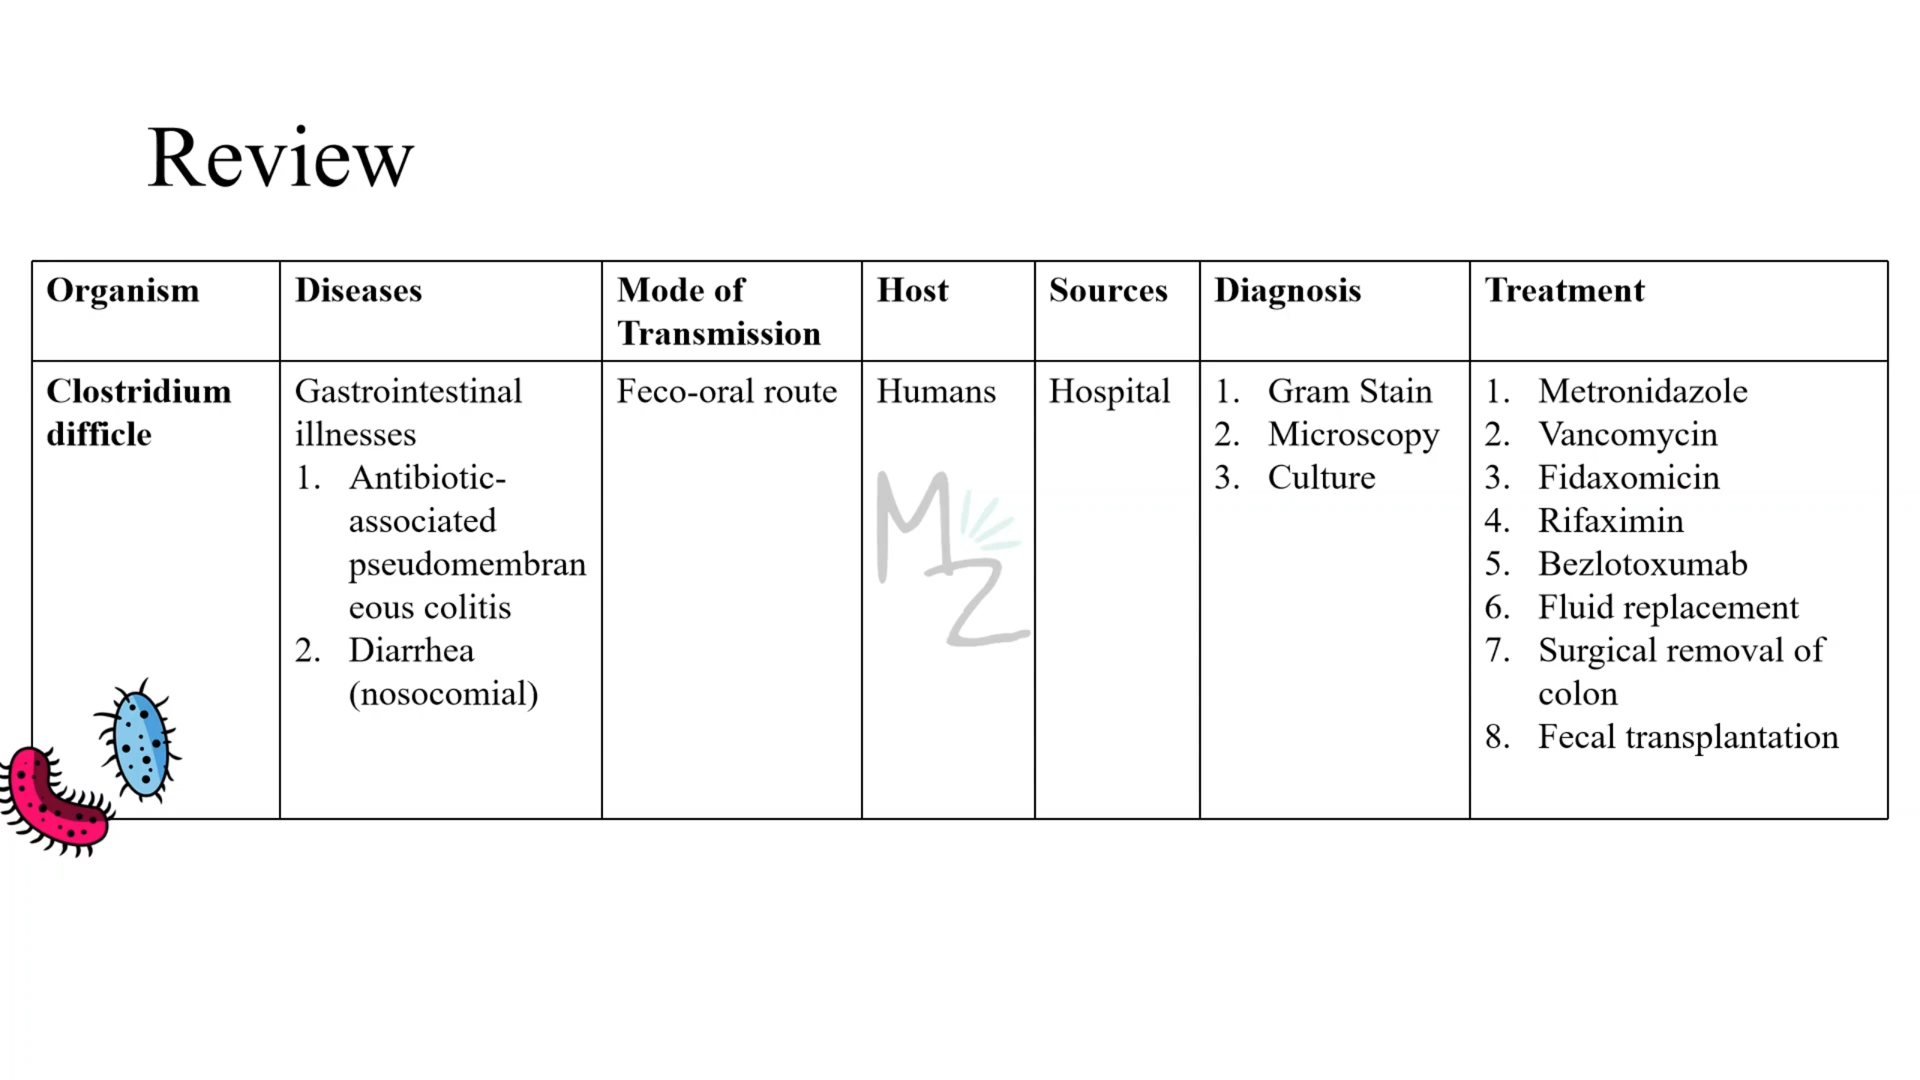 Review
Organism
Diseases
Mode of
Transmission
Host
Sources
Diagnosis
Treatment
Clostridium
difficle
Gastrointestinal
illnesses
1. Antibiotic-
associated
pseudomembran
eous colitis
2. Diarrhea
(nosocomial)
Feco-oral route
Humans
Hospital
1. Gram Stain
2. Microscopy
3. Culture
1. Metronidazole
2. Vancomycin
3. Fidaxomicin
4. Rifaximin
5. Bezlotoxumab
6. Fluid replacement
7. Surgical removal of
colon
8. Fecal transplantation
MZ